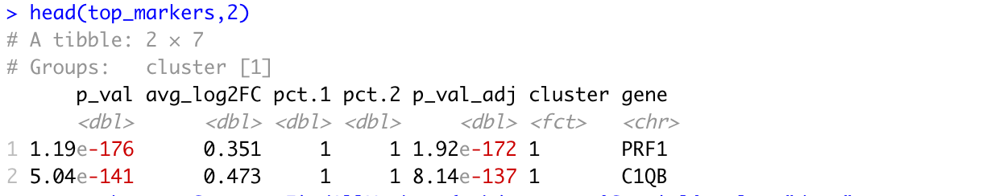 > head(top_markers,2)
# A tibble: 2 × 7
# Groups:   cluster [1]
      p_val avg_log2FC pct.1 pct.2 p_val_adj cluster gene
      <dbl>      <dbl> <dbl> <dbl>     <dbl> <fct>   <chr>
1 1.19e-176      0.351     1     1 1.92e-172 1       PRF1
2 5.04e-141      0.473     1     1 8.14e-137 1       C1QB